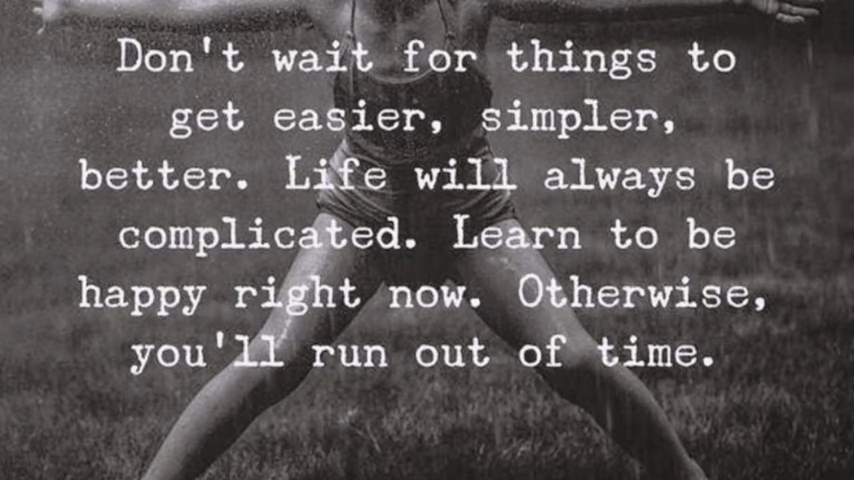 Don't wait for things to
get easier, simpler,
better. Life will always be
complicated. Learn to be
happy right now. Otherwise,
you'll run out of time.